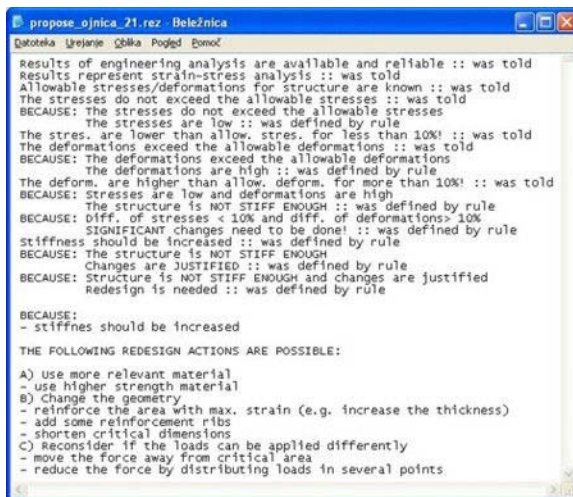 propose_ojnica_21.rez - Beležnica
Datoteka Urejanje Oblika Pogled Pomoč
Results of engineering analysis are available and reliable :: was told
Results represent strain-stress analysis :: was told
Allowable stresses/deformations for structure are known :: was told
The stresses do not exceed the allowable stresses :: was told
BECAUSE: The stresses do not exceed the allowable stresses
The stresses are low :: was defined by rule
The stres. are lower than allow. stres. for less than 10%! :: was told
The deformations exceed the allowable deformations :: was told
BECAUSE: The deformations exceed the allowable deformations
The deformations are high :: was defined by rule
The deform. are higher than allow. deform. for more than 10%! :: was told
BECAUSE: Stresses are low and deformations are high
The structure is NOT STIFF ENOUGH :: was defined by rule
BECAUSE: Diff. of stresses < 10% and diff. of deformations> 10%
SIGNIFICANT changes need to be done! :: was defined by rule
Stiffness should be increased :: was defined by rule
BECAUSE: The structure is NOT STIFF ENOUGH
Changes are JUSTIFIED :: was defined by rule
BECAUSE: Structure is NOT STIFF ENOUGH and changes are justified
Redesign is needed :: was defined by rule
BECAUSE:
- stiffnes should be increased
THE FOLLOWING REDESIGN ACTIONS ARE POSSIBLE:
A) Use more relevant material
- use higher strength material
B) Change the geometry
- reinforce the area with max. strain (e.g. increase the thickness)
- add some reinforcement ribs
- shorten critical dimensions
C) Reconsider if the loads can be applied differently
- move the force away from critical area
- reduce the force by distributing loads in several points